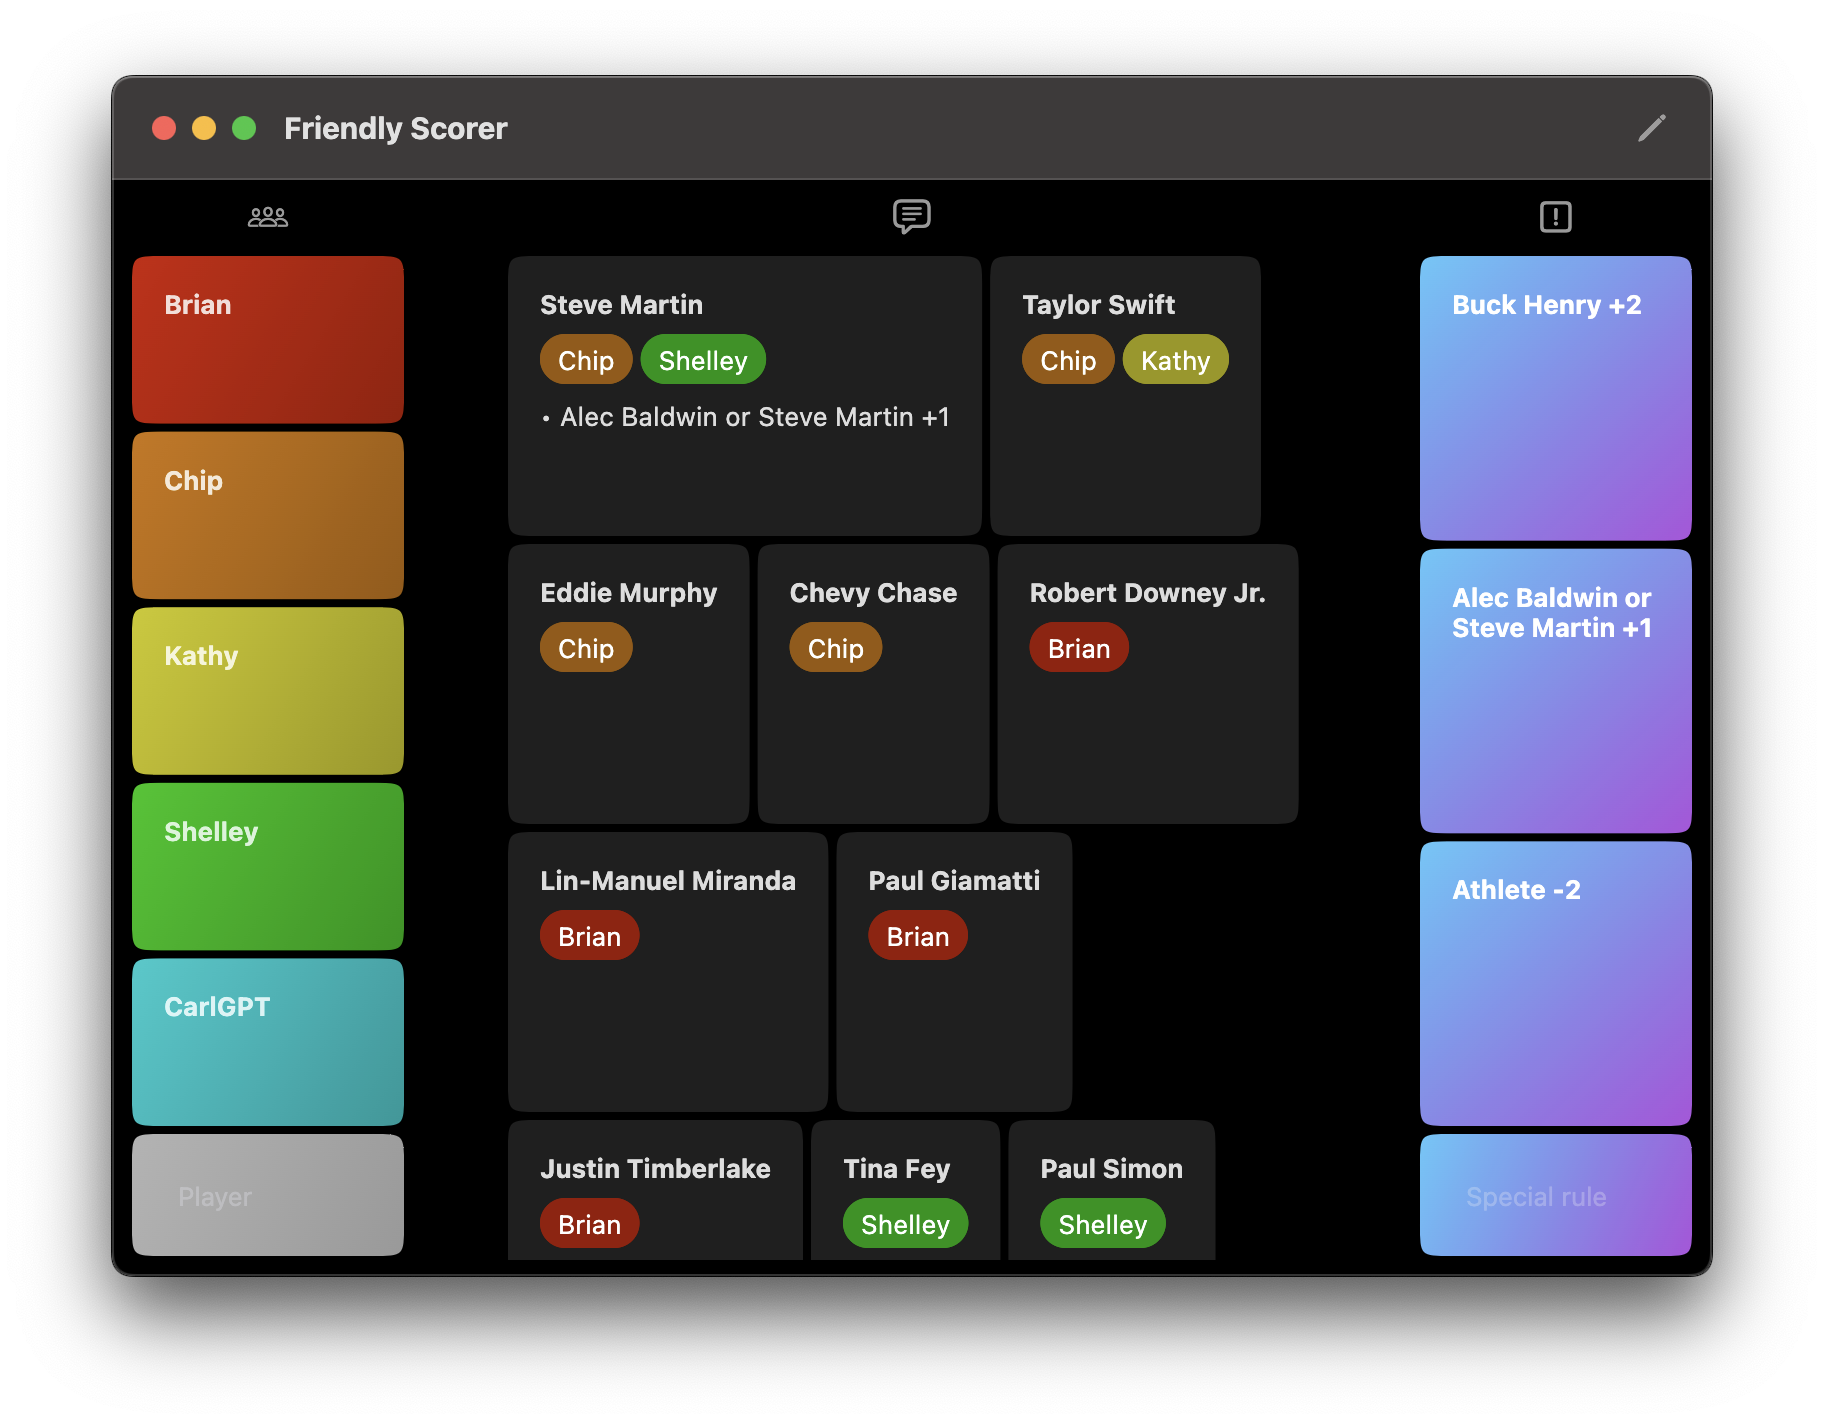 Friendly Scorer
Brian
Chip
Kathy
Shelley
CarlGPT
Player
Steve Martin
Chip Shelley
• Alec Baldwin or Steve Martin +1
Taylor Swift
Chip Kathy
Eddie Murphy
Chip
Chevy Chase
Chip
Robert Downey Jr.
Brian
Lin-Manuel Miranda
Brian
Paul Giamatti
Brian
Justin Timberlake
Brian
Tina Fey
Shelley
Paul Simon
Shelley
Buck Henry +2
Alec Baldwin or
Steve Martin +1
Athlete -2
Special rule